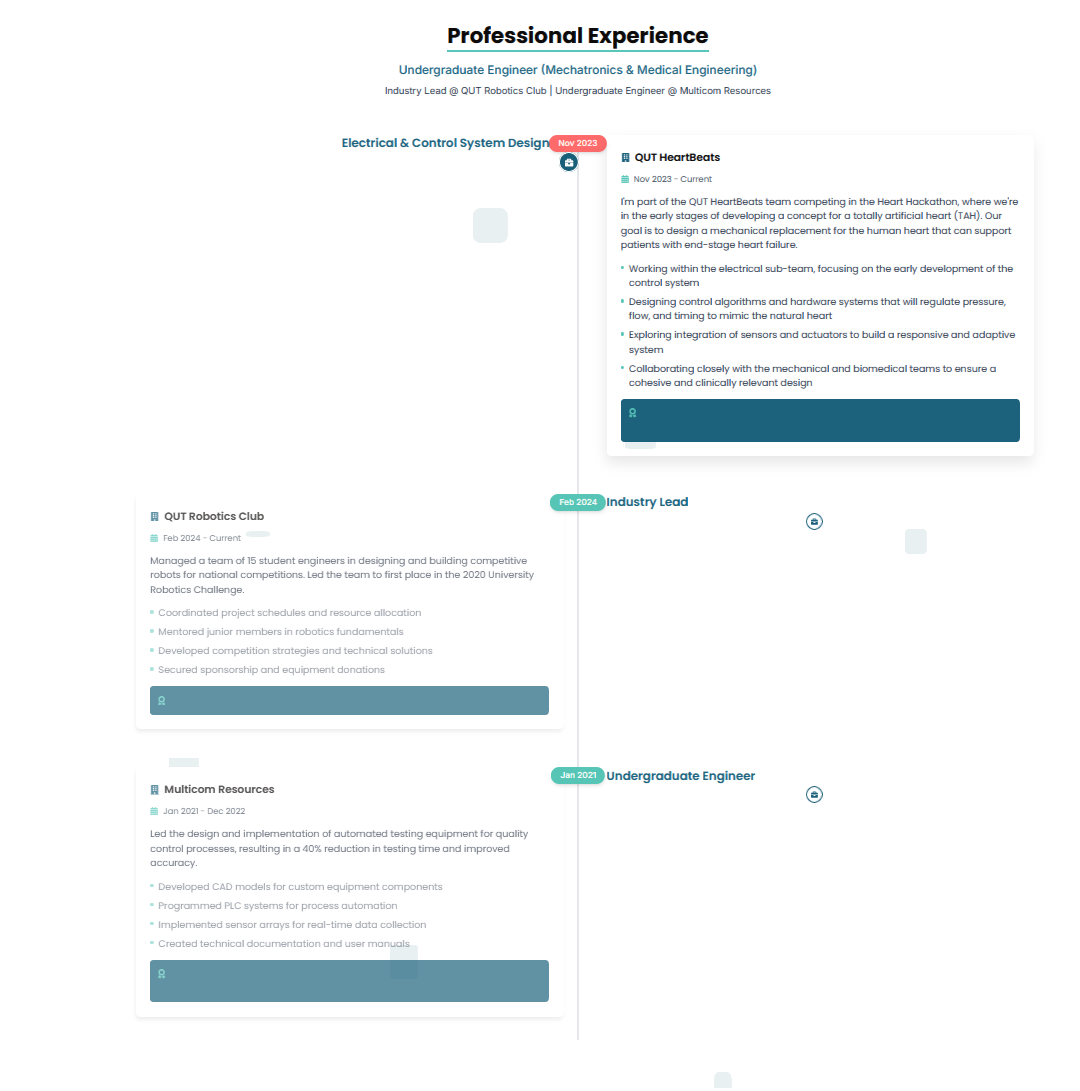 Professional Experience
Undergraduate Engineer (Mechatronics & Medical Engineering)
Industry Lead @ QUT Robotics Club | Undergraduate Engineer @ Multicom Resources
Electrical & Control System Design
Nov 2023
QUT HeartBeats
Nov 2023 - Current
I'm part of the QUT HeartBeats team competing in the Heart Hackathon, where we're
in the early stages of developing a concept for a totally artificial heart (TAH). Our
goal is to design a mechanical replacement for the human heart that can support
patients with end-stage heart failure.
Working within the electrical sub-team, focusing on the early development of the
control system
Designing control algorithms and hardware systems that will regulate pressure,
flow, and timing to mimic the natural heart
Exploring integration of sensors and actuators to build a responsive and adaptive
system
Collaborating closely with the mechanical and biomedical teams to ensure a
cohesive and clinically relevant design
Feb 2024
Industry Lead
QUT Robotics Club
Feb 2024 - Current
Managed a team of 15 student engineers in designing and building competitive
robots for national competitions. Led the team to first place in the 2020 University
Robotics Challenge.
Coordinated project schedules and resource allocation
Mentored junior members in robotics fundamentals
Developed competition strategies and technical solutions
Secured sponsorship and equipment donations
Jan 2021
Undergraduate Engineer
Multicom Resources
Jan 2021 - Dec 2022
Led the design and implementation of automated testing equipment for quality
control processes, resulting in a 40% reduction in testing time and improved
accuracy.
Developed CAD models for custom equipment components
Programmed PLC systems for process automation
Implemented sensor arrays for real-time data collection
Created technical documentation and user manuals